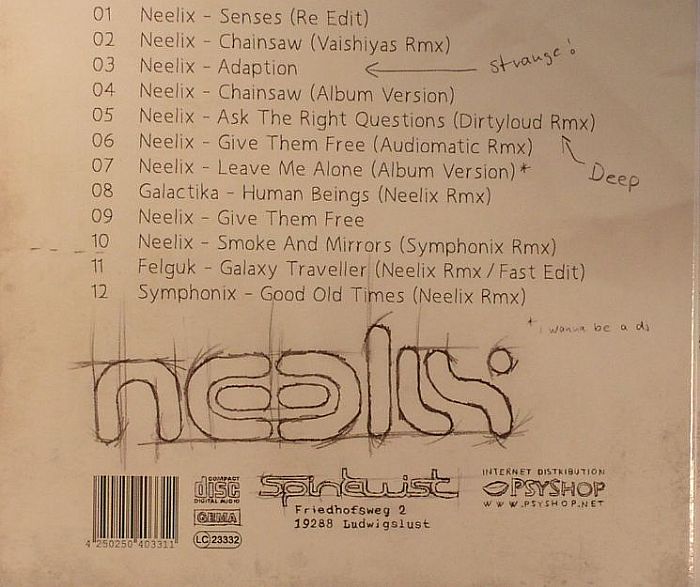 01 Neelix - Senses (Re Edit)
02 Neelix - Chainsaw (Vaishiyas Rmx)
03 Neelix - Adaption
strange!
04 Neelix - Chainsaw (Album Version)
05 Neelix - Ask The Right Questions (Dirtyloud Rmx)
06 Neelix - Give Them Free (Audiomatic Rmx)
07 Neelix - Leave Me Alone (Album Version)*
Deep
08 Galactika - Human Beings (Neelix Rmx)
09 Neelix - Give Them Free
10 Neelix - Smoke And Mirrors (Symphonix Rmx)
11 Felguk - Galaxy Traveller (Neelix Rmx / Fast Edit)
12 Symphonix - Good Old Times (Neelix Rmx)
* i wanna be a dj
neelix
4 250250 403311
COMPACT
disc
DIGITAL AUDIO
GEMA
LC 23332
spintwist
Friedhofsweg 2
19288 Ludwigslust
INTERNET DISTRIBUTION
PSYSHOP
WWW.PSYSHOP.NET